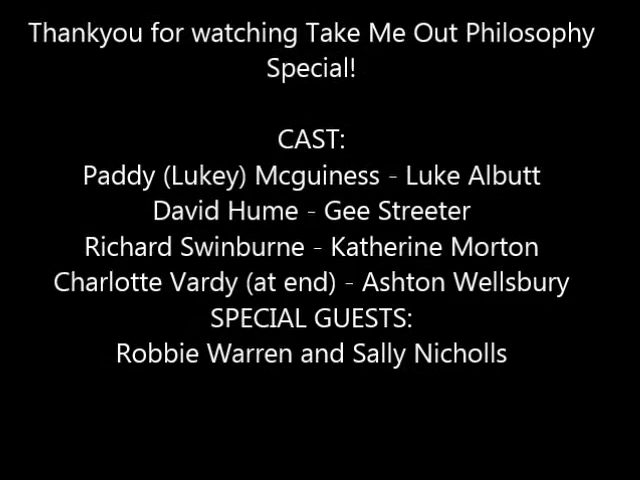 Thankyou for watching Take Me Out Philosophy
Special!
CAST:
Paddy (Lukey) Mcguiness - Luke Albutt
David Hume - Gee Streeter
Richard Swinburne - Katherine Morton
Charlotte Vardy (at end) - Ashton Wellsbury
SPECIAL GUESTS:
Robbie Warren and Sally Nicholls